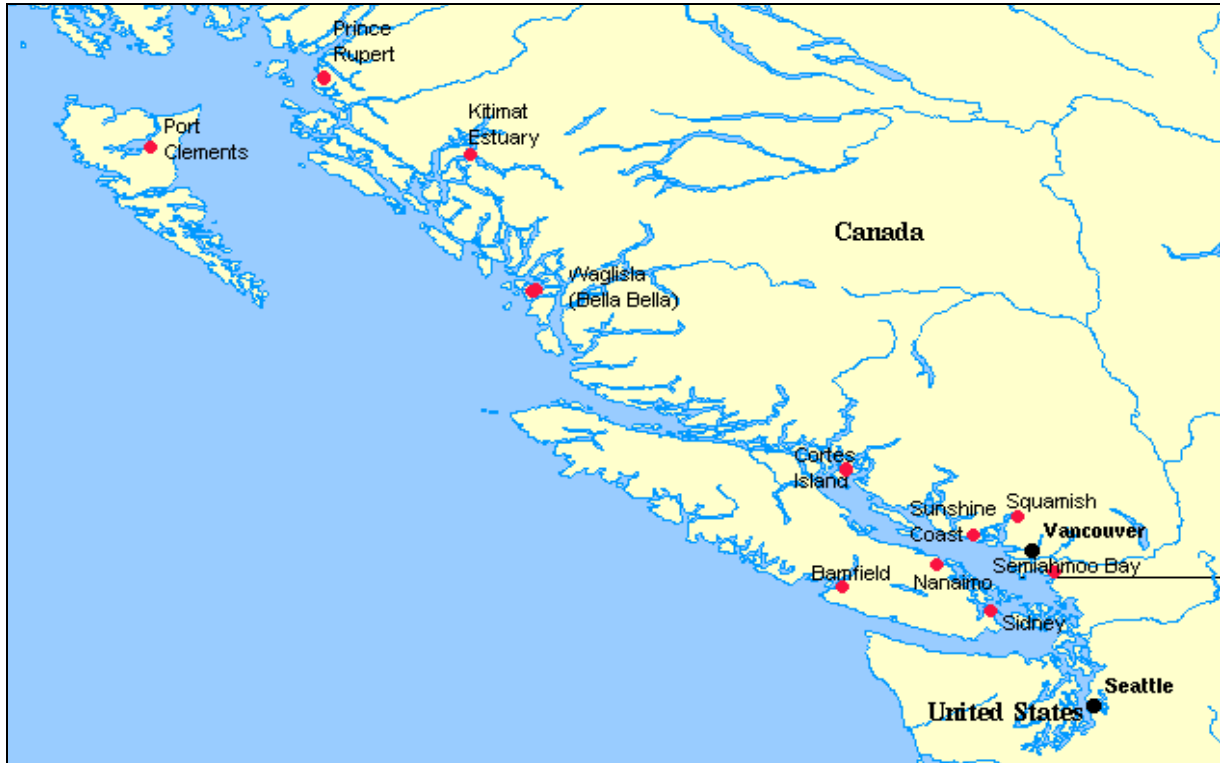 Prince
Rupert
Port
Clements
Kitimat
Estuary
Canada
Waglisla
(Bella Bella)
Cortes
Island
Sunshine
Coast
Squamish
Vancouver
Semiahmoo Bay
Bamfield
Nanaimo
Sidney
Seattle
United States